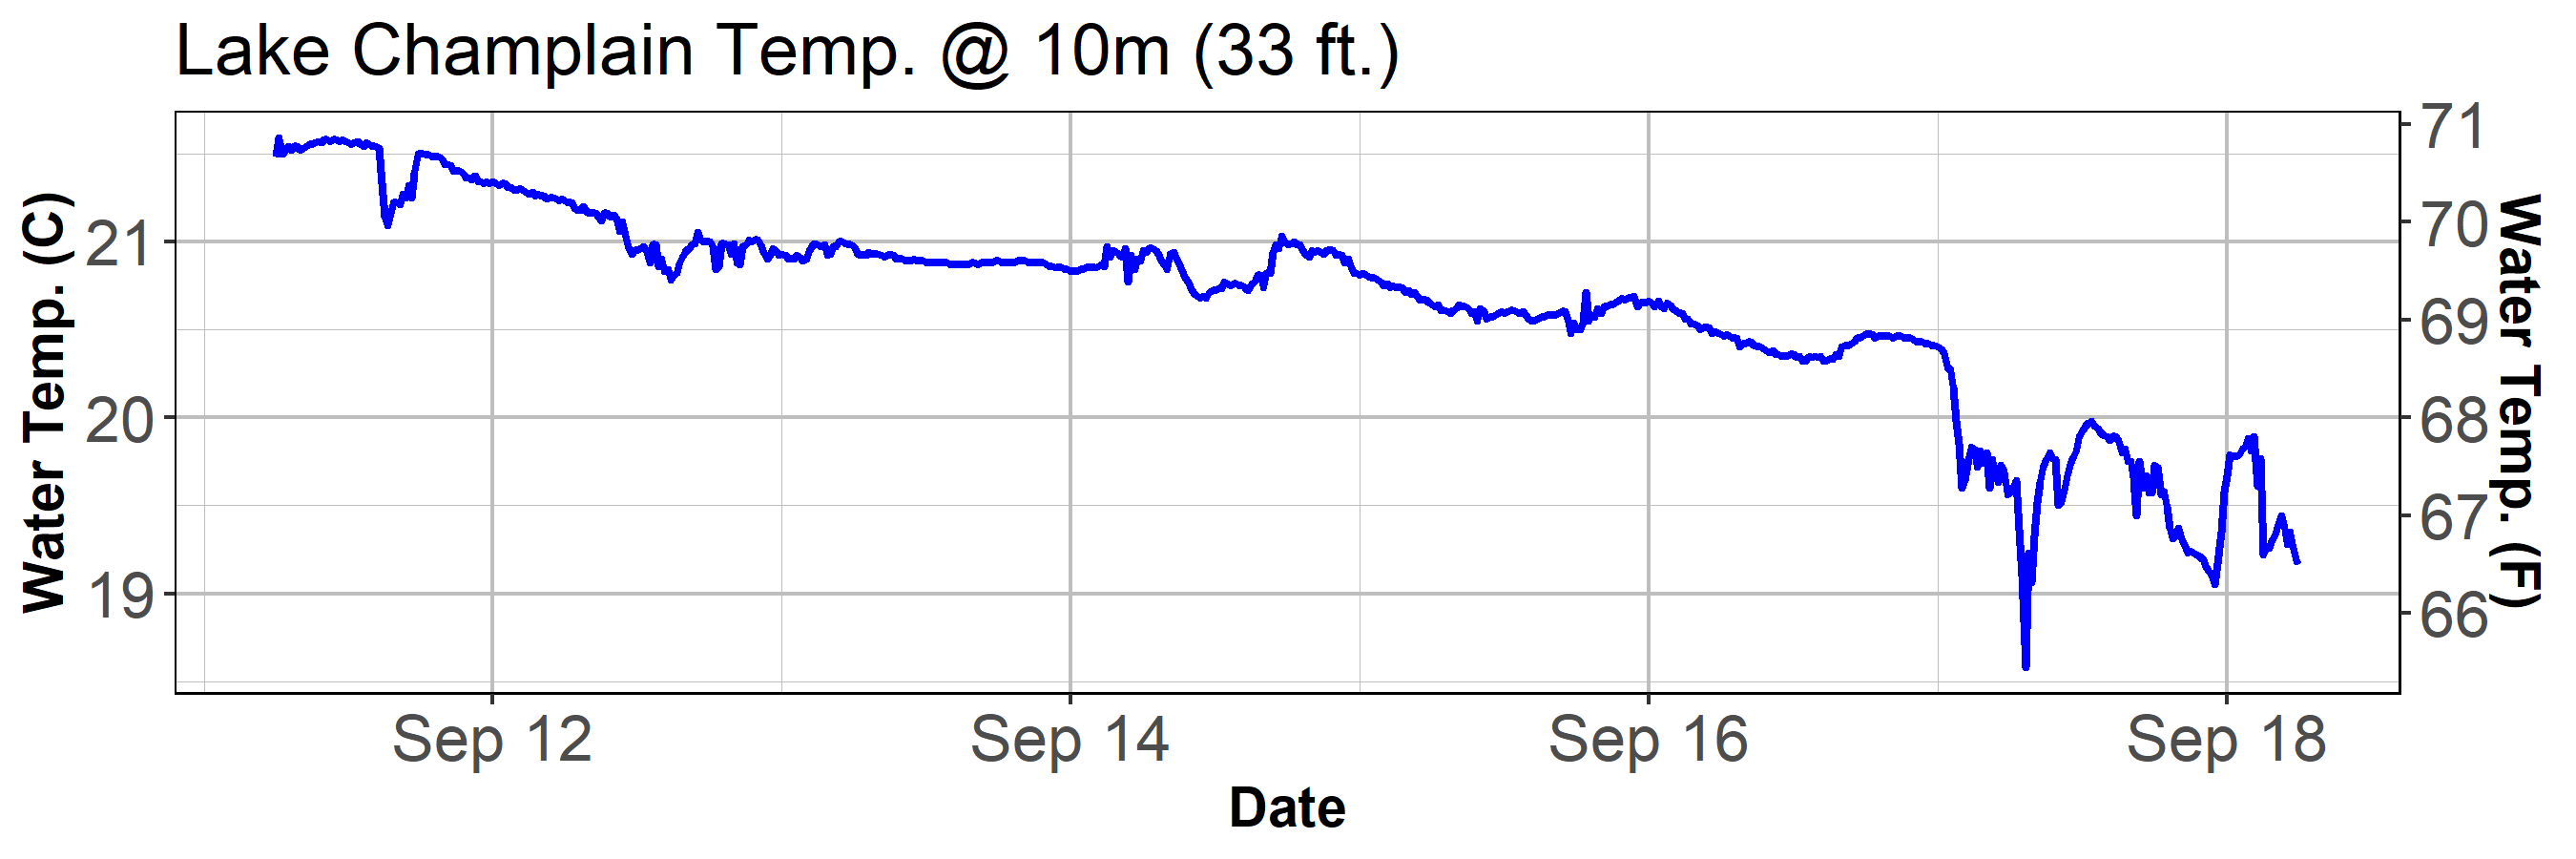 Lake Champlain Temp. @ 10m (33 ft.)
Water Temp. (C)
21
20
19
71
70
69
68
67
66
Water Temp. (F)
Sep 12
Sep 14
Sep 16
Sep 18
Date